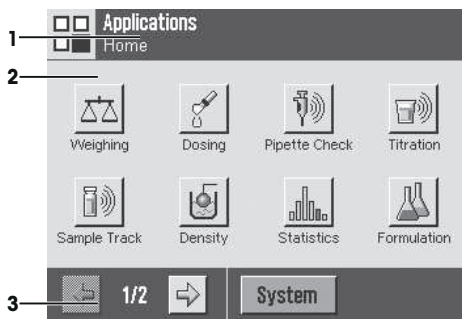 Applications
1
Home
2
Weighing Dosing Pipette Check Titration
Sample Track Density Statistics Formulation
3
1/2 System